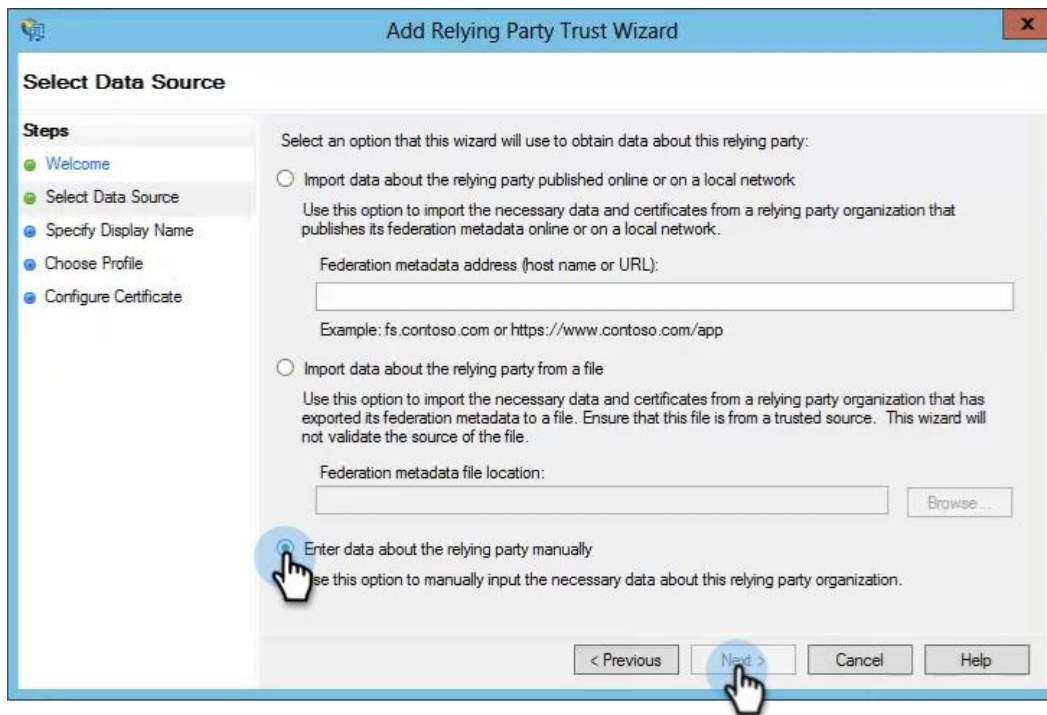 Add Relying Party Trust Wizard
x
Select Data Source
Steps
Welcome
Select Data Source
Specify Display Name
Choose Profile
Configure Certificate
Select an option that this wizard will use to obtain data about this relying party:
Import data about the relying party published online or on a local network
Use this option to import the necessary data and certificates from a relying party organization that
publishes its federation metadata online or on a local network.
Federation metadata address (host name or URL):
Example: fs.contoso.com or https://www.contoso.com/app
Import data about the relying party from a file
Use this option to import the necessary data and certificates from a relying party organization that has
exported its federation metadata to a file. Ensure that this file is from a trusted source. This wizard will
not validate the source of the file.
Federation metadata file location:
Browse...
Enter data about the relying party manually
se this option to manually input the necessary data about this relying party organization.
< Previous
Next >
Cancel
Help